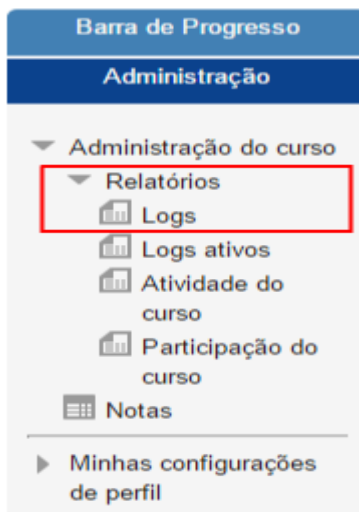 Barra de Progresso
Administração
Administração do curso
Relatórios
Logs
Logs ativos
Atividade do
curso
Participação do
curso
Notas
Minhas configurações
de perfil